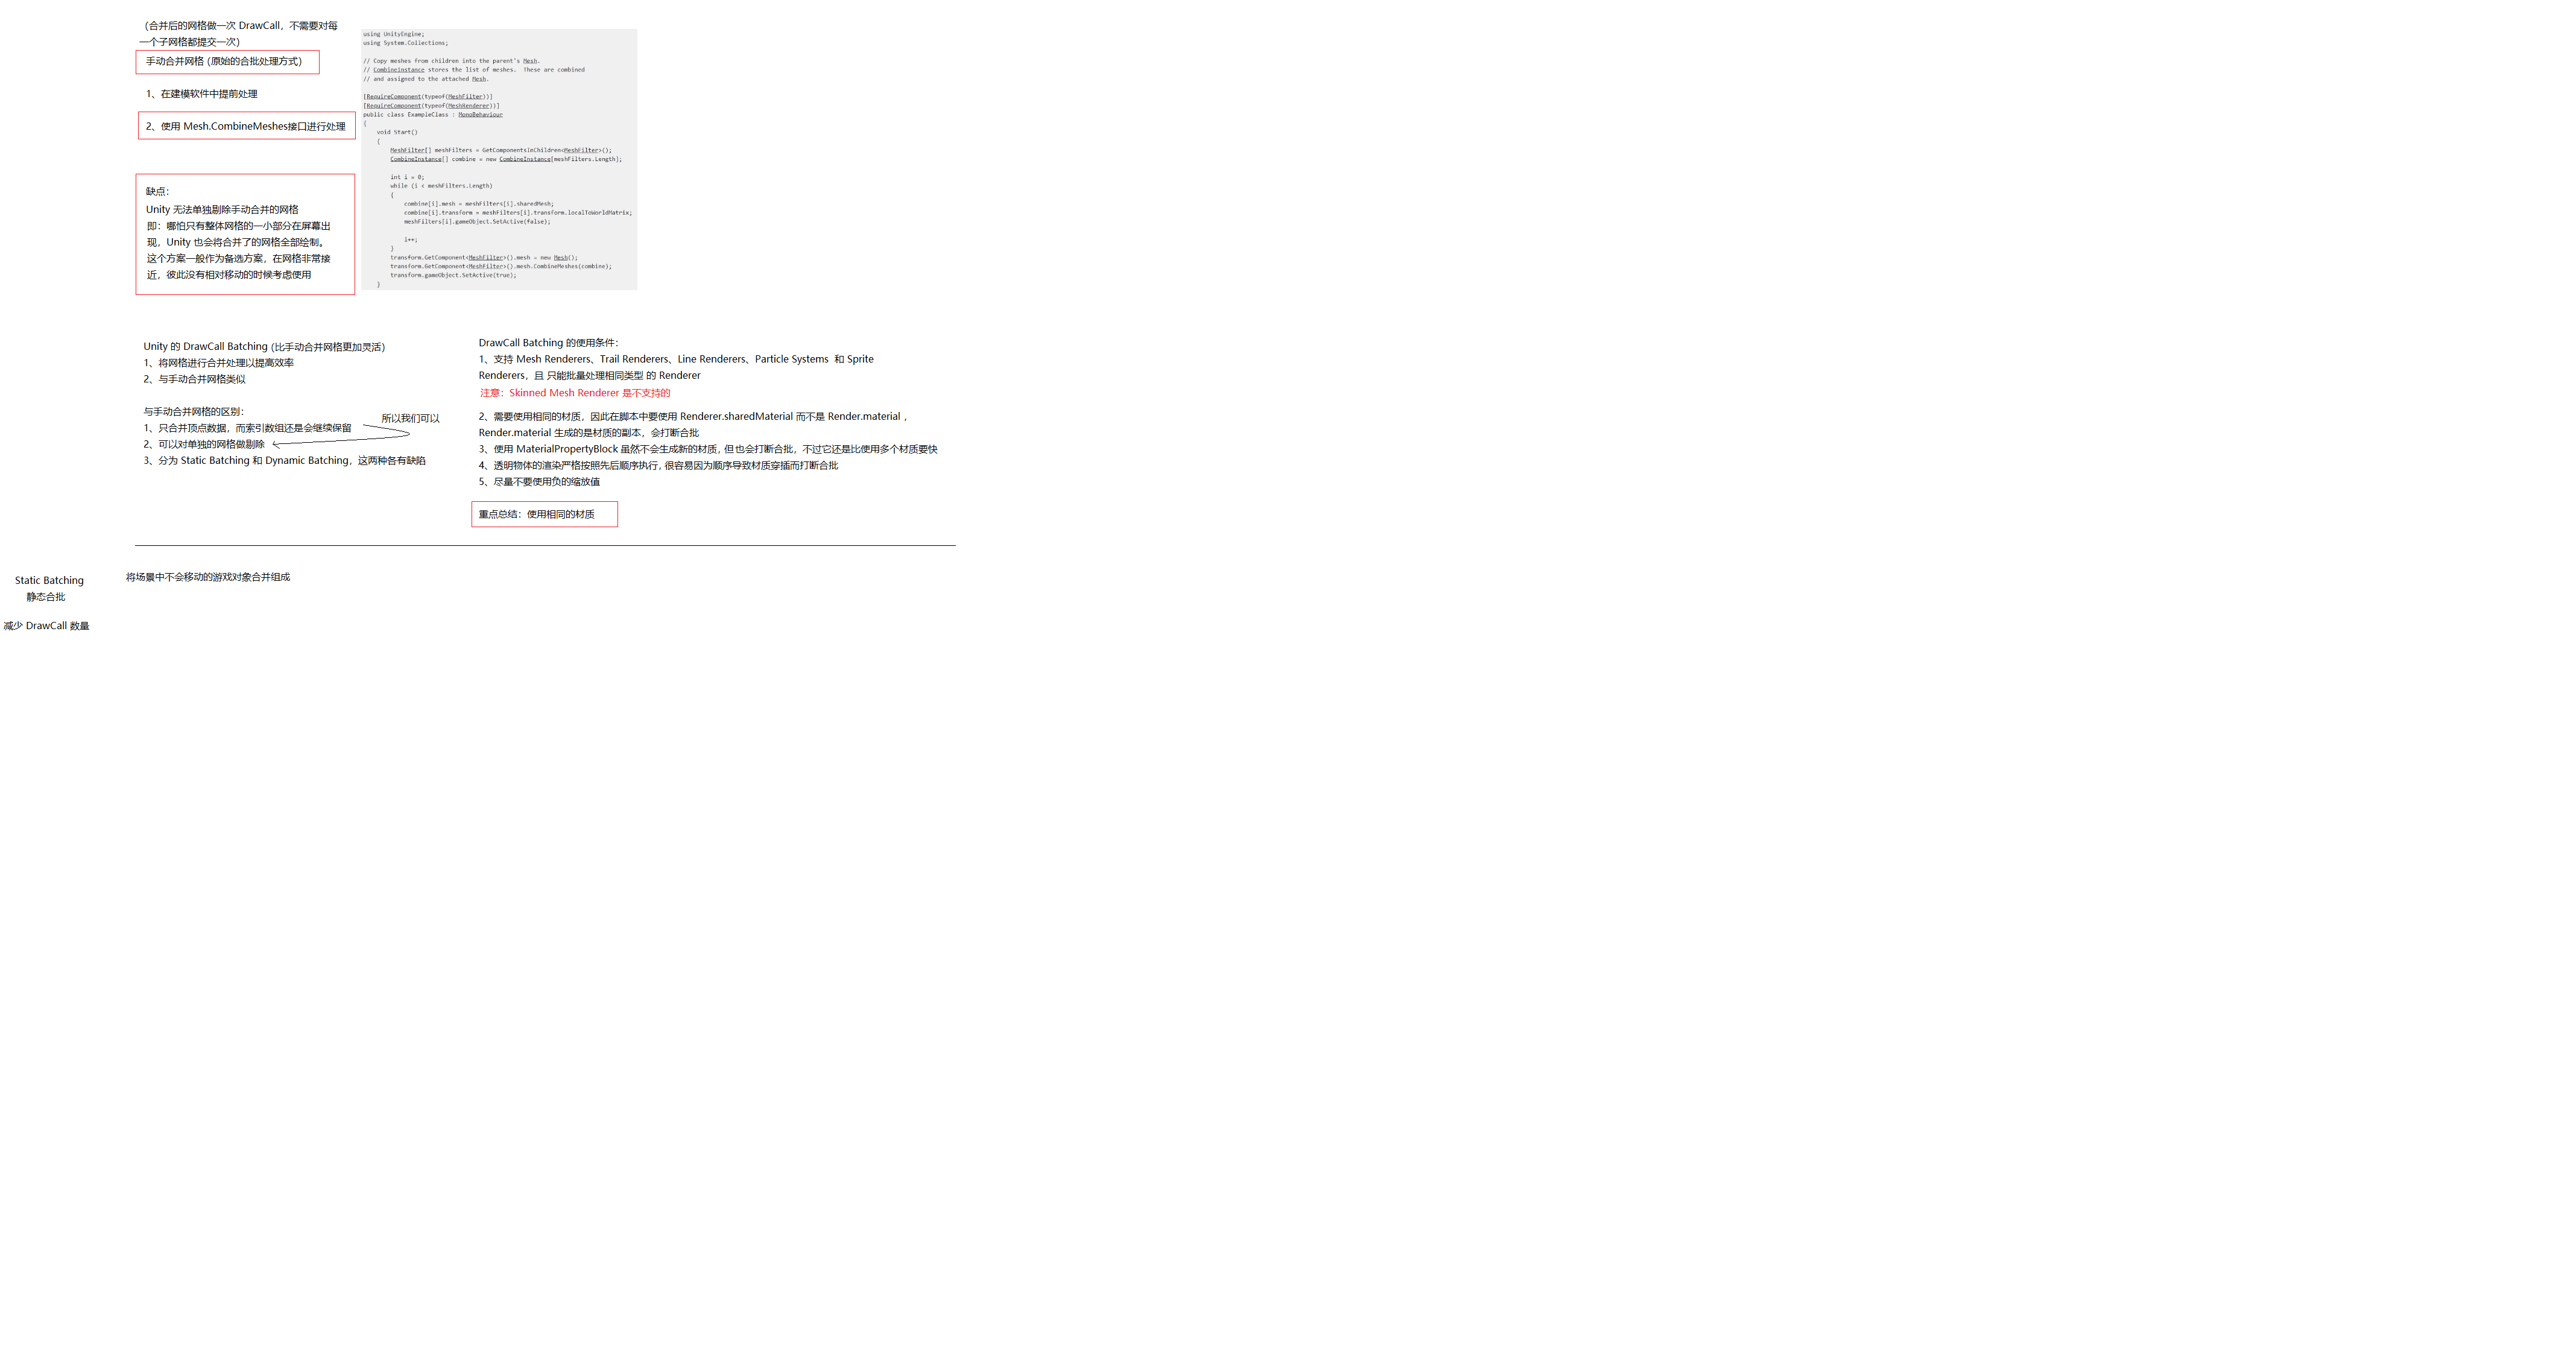 （合并后的网格做一次 DrawCall，不需要对每
一个子网格都提交一次）
手动合并网格 (原始的合批处理方式)
1、在建模软件中提前处理
2、使用 Mesh.CombineMeshes接口进行处理
缺点：
Unity 无法单独剔除手动合并的网格
即：哪怕只有整体网格的一小部分在屏幕出
现，Unity 也会将合并了的网格全部绘制。
这个方案一般作为备选方案，在网格非常接
近，彼此没有相对移动的时候考虑使用
using UnityEngine;
using System.Collections;
// Copy meshes from children into the parent's Mesh.
// CombineInstance stores the list of meshes.  These are combined
// and assigned to the attached Mesh.
[RequireComponent(typeof(MeshFilter))]
[RequireComponent(typeof(MeshRenderer))]
public class ExampleClass : MonoBehaviour
{
    void Start()
    {
        MeshFilter[] meshFilters = GetComponentsInChildren<MeshFilter>();
        CombineInstance[] combine = new CombineInstance[meshFilters.Length];
        int i = 0;
        while (i < meshFilters.Length)
        {
            combine[i].mesh = meshFilters[i].sharedMesh;
            combine[i].transform = meshFilters[i].transform.localToWorldMatrix;
            meshFilters[i].gameObject.SetActive(false);
            i++;
        }
        transform.GetComponent<MeshFilter>().mesh = new Mesh();
        transform.GetComponent<MeshFilter>().mesh.CombineMeshes(combine);
        transform.gameObject.SetActive(true);
    }
Unity 的 DrawCall Batching (比手动合并网格更加灵活)
1、将网格进行合并处理以提高效率
2、与手动合并网格类似
与手动合并网格的区别：
1、只合并顶点数据，而索引数组还是会继续保留
所以我们可以
2、可以对单独的网格做剔除
3、分为 Static Batching 和 Dynamic Batching，这两种各有缺陷
DrawCall Batching 的使用条件：
1、支持 Mesh Renderers、Trail Renderers、Line Renderers、Particle Systems 和 Sprite
Renderers，且 只能批量处理相同类型 的 Renderer
注意：Skinned Mesh Renderer 是不支持的
2、需要使用相同的材质，因此在脚本中要使用 Renderer.sharedMaterial 而不是 Render.material ，
Render.material 生成的是材质的副本，会打断合批
3、使用 MaterialPropertyBlock 虽然不会生成新的材质, 但也会打断合批，不过它还是比使用多个材质要快
4、透明物体的渲染严格按照先后顺序执行, 很容易因为顺序导致材质穿插而打断合批
5、尽量不要使用负的缩放值
重点总结：使用相同的材质
Static Batching
静态合批
减少 DrawCall 数量
将场景中不会移动的游戏对象合并组成